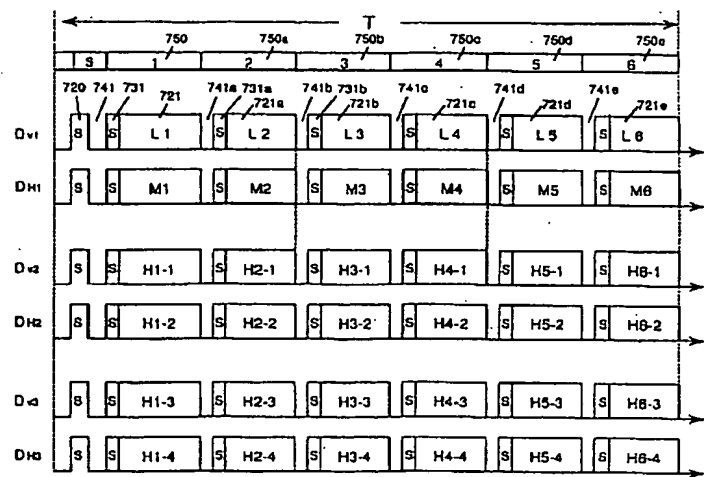 T
750 750a 750b 750c 750d 750e
S 1 2 3 4 5 6
720 741 731 721 741a 731a 721a 741b 731b 721b 741c 721c 741d 721d 741e 721e
Dv1 S S L1 S L2 S L3 S L4 S L5 S L6
DH1 S S M1 S M2 S M3 S M4 S M5 S M6
Dv2 S S H1-1 S H2-1 S H3-1 S H4-1 S H5-1 S H6-1
DH2 S S H1-2 S H2-2 S H3-2 S H4-2 S H5-2 S H6-2
Dv3 S S H1-3 S H2-3 S H3-3 S H4-3 S H5-3 S H6-3
DH3 S S H1-4 S H2-4 S H3-4 S H4-4 S H5-4 S H6-4